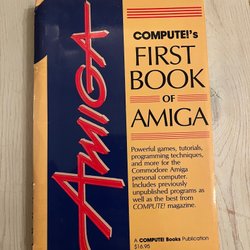 AMIGA
COMPUTE!'s
FIRST
BOOK
OF
AMIGA
Powerful games, tutorials,
programming techniques,
and more for the
Commodore Amiga
personal computer.
Includes previously
unpublished programs as
well as the best from
COMPUTE! magazine.
A COMPUTE! Books Publication
$16.95